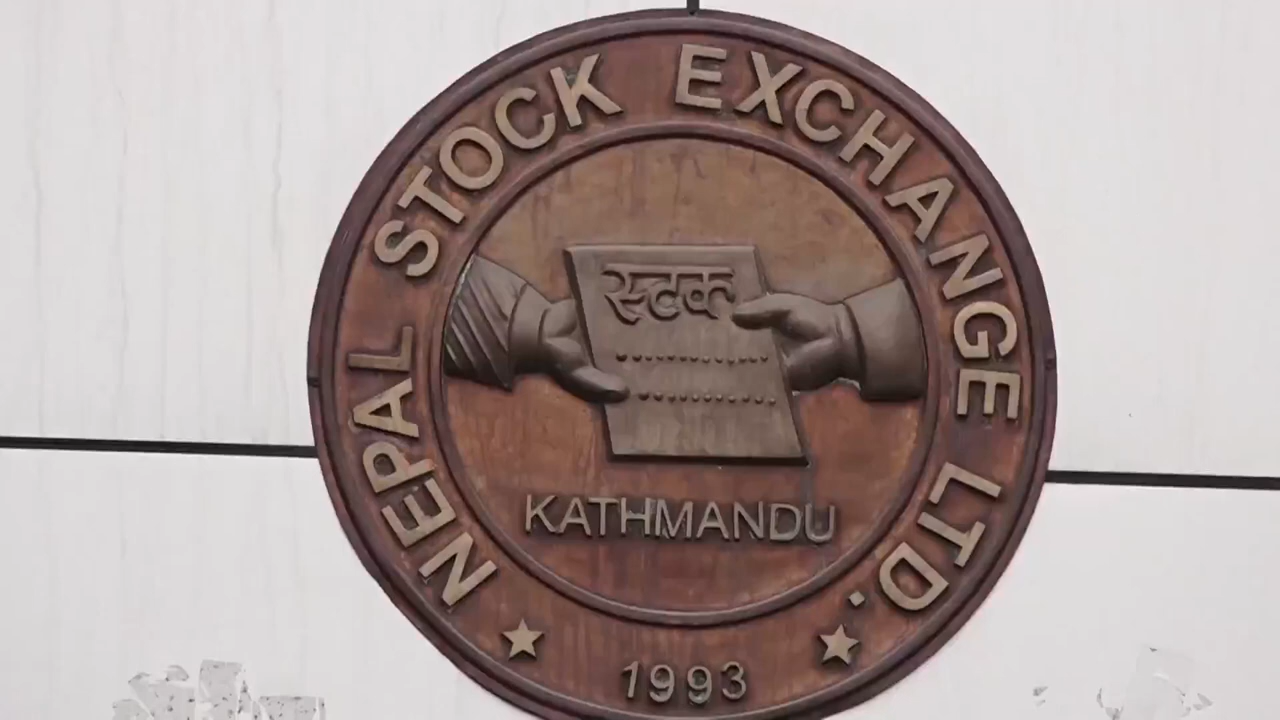 NEPAL STOCK EXCHANGE LTD.
स्टक
KATHMANDU
1993